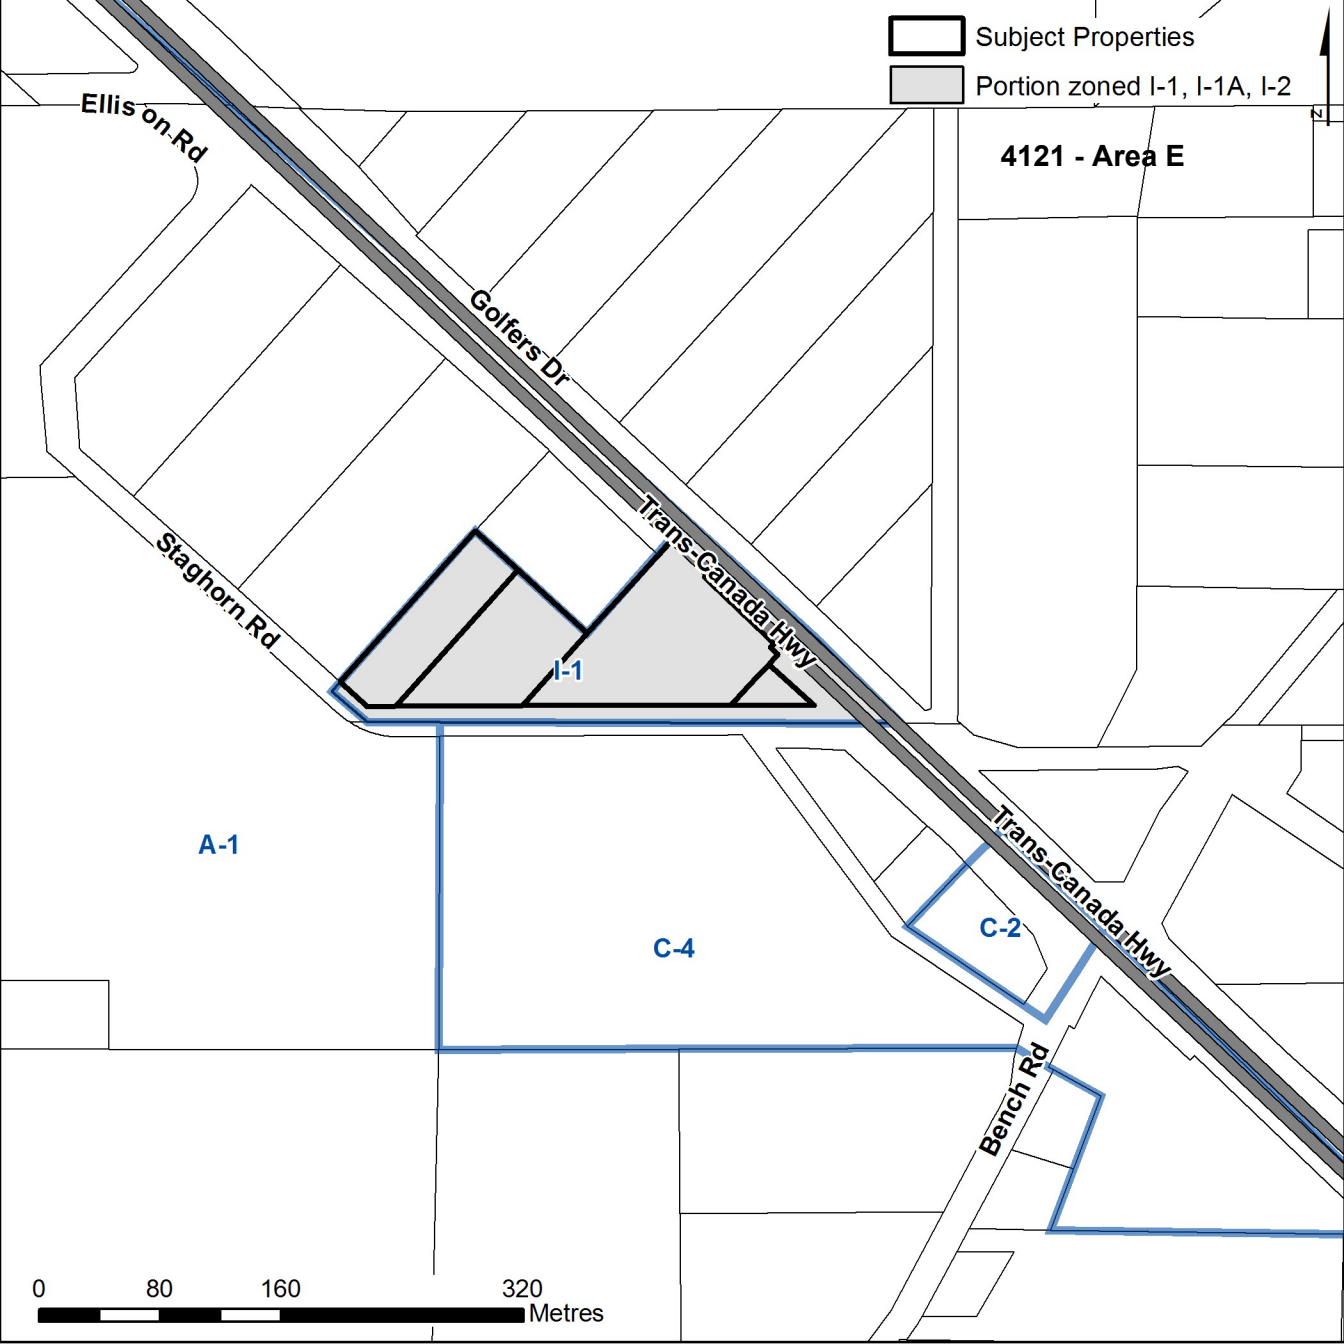 Subject Properties
Portion zoned I-1, I-1A, I-2
N
4121 - Area E
Ellis on Rd
Golfers Dr
Trans-Canada Hwy
Staghorn Rd
I-1
A-1
C-4
C-2
Trans-Canada Hwy
Bench Rd
0 80 160 320
Metres